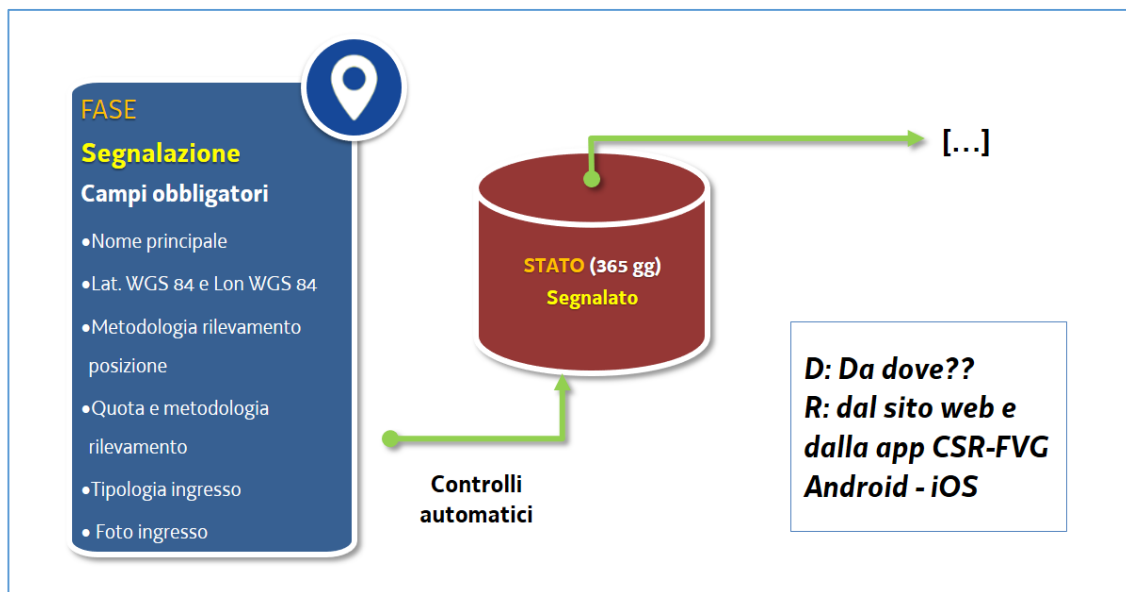 FASE
Segnalazione
Campi obbligatori
•Nome principale
•Lat. WGS 84 e Lon WGS 84
•Metodologia rilevamento
posizione
•Quota e metodologia
rilevamento
•Tipologia ingresso
• Foto ingresso
Controlli
automatici
STATO (365 gg)
Segnalato
[...]
D: Da dove??
R: dal sito web e
dalla app CSR-FVG
Android - iOS